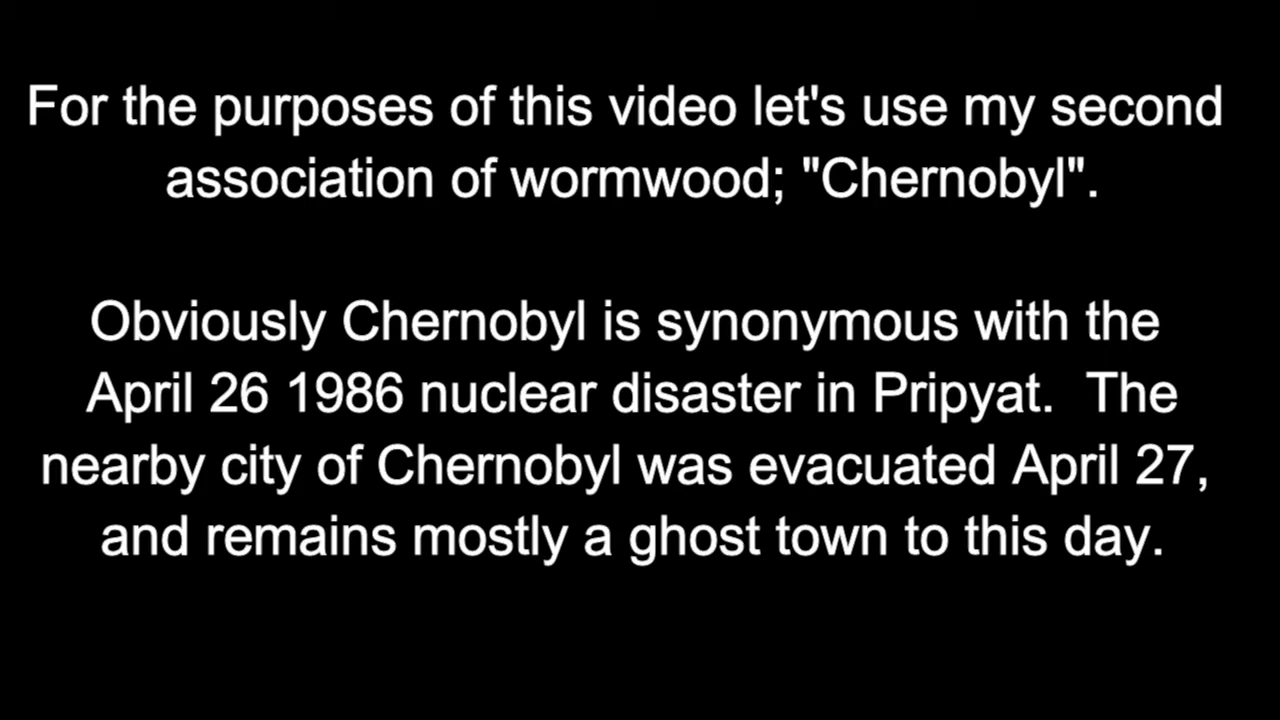 For the purposes of this video let's use my second
association of wormwood; "Chernobyl".
Obviously Chernobyl is synonymous with the
April 26 1986 nuclear disaster in Pripyat.  The
nearby city of Chernobyl was evacuated April 27,
and remains mostly a ghost town to this day.